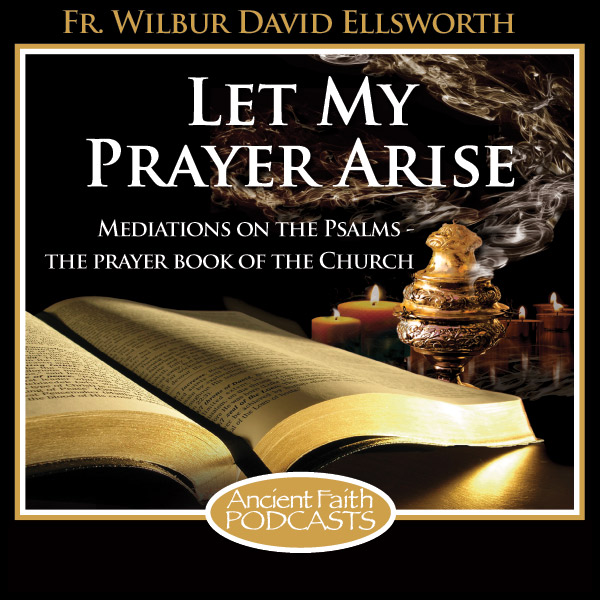 FR. WILBUR DAVID ELLSWORTH
LET MY
PRAYER ARISE
MEDIATIONS ON THE PSALMS -
THE PRAYER BOOK OF THE CHURCH
Ancient Faith
PODCASTS